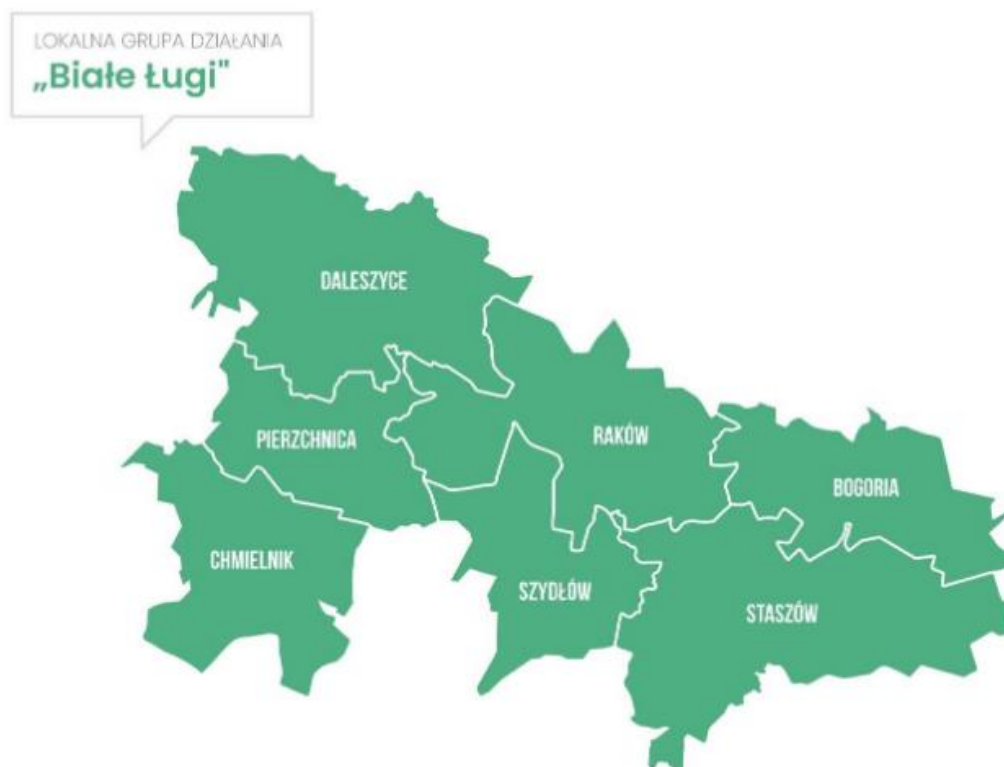 LOKALNA GRUPA DZIAŁANIA
„Białe Ługi"
DALESZYCE
PIERZCHNICA
RAKÓW
BOGORIA
CHMIELNIK
SZYDŁÓW
STASZÓW